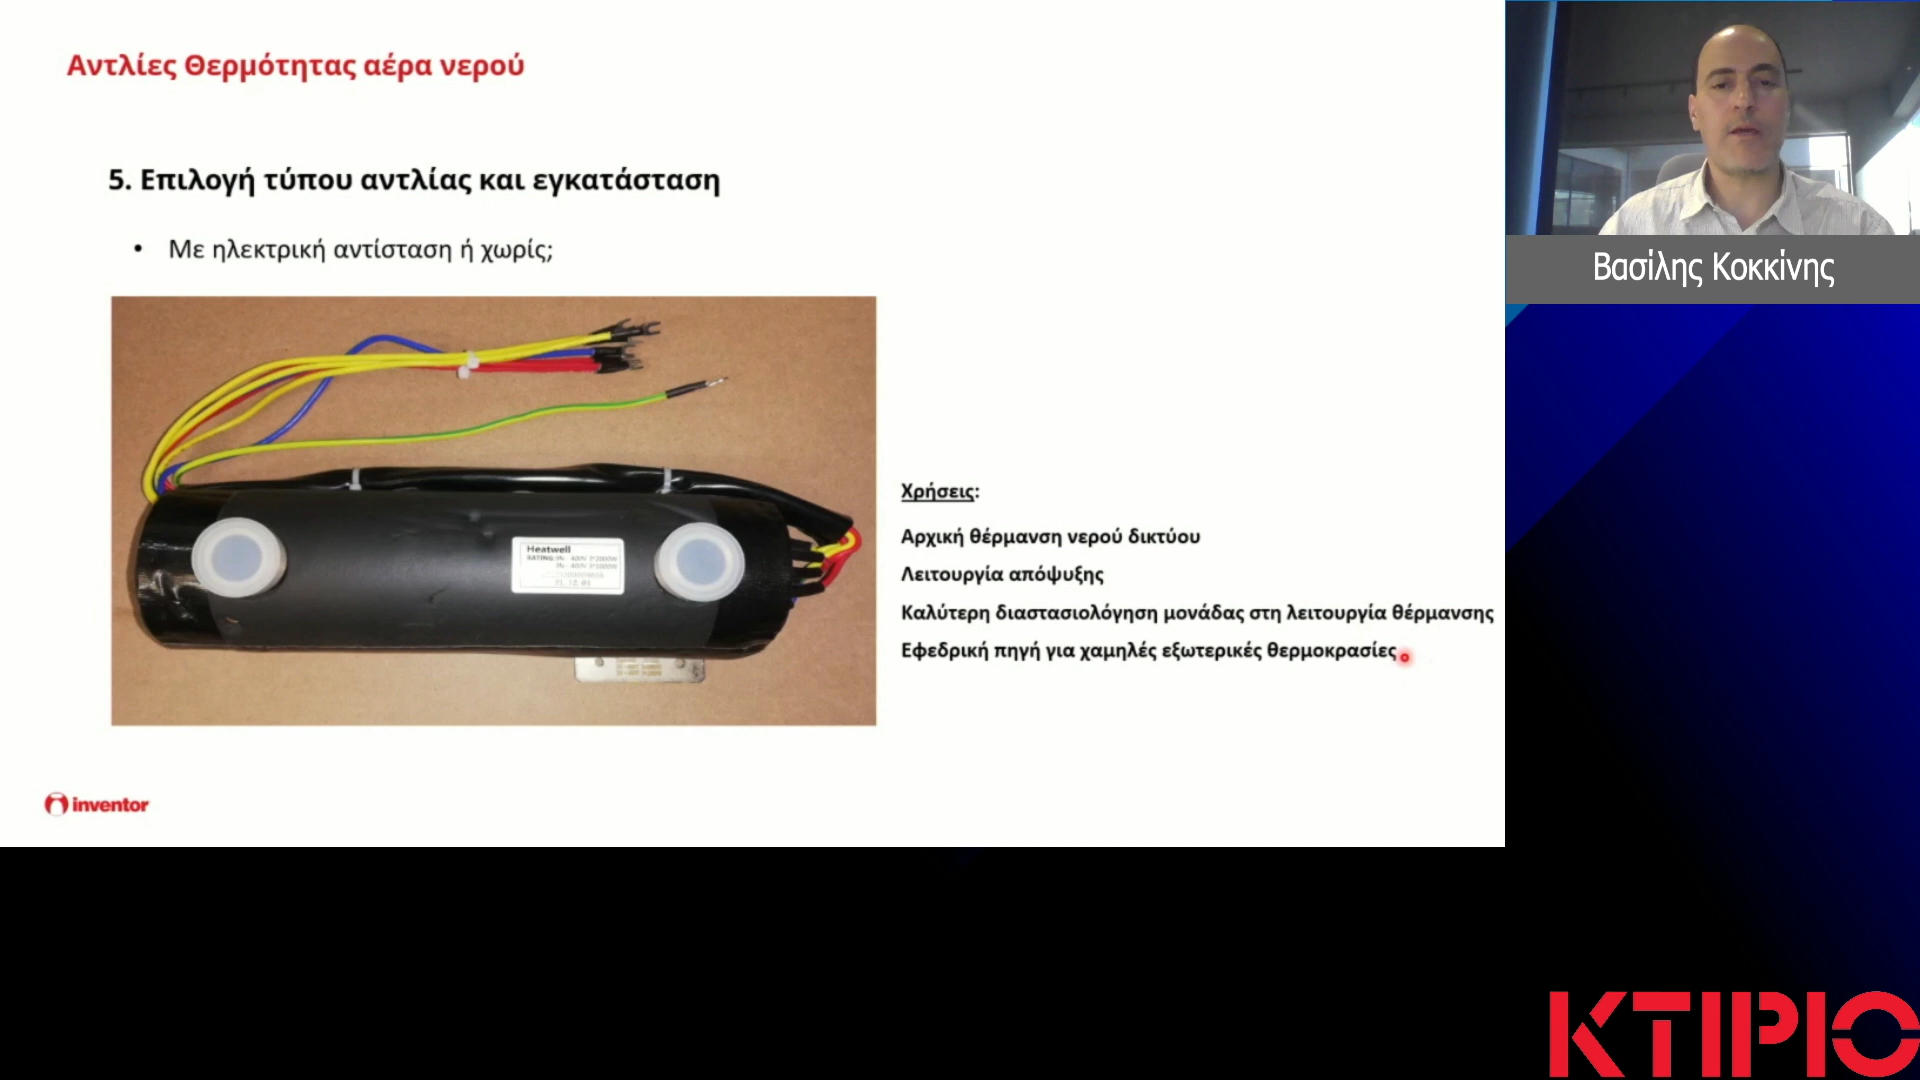 Αντλίες Θερμότητας αέρα νερού
5. Επιλογή τύπου αντλίας και εγκατάσταση
• Με ηλεκτρική αντίσταση ή χωρίς;
Heatwell
Χρήσεις:
Αρχική θέρμανση νερού δικτύου
Λειτουργία απόψυξης
Καλύτερη διαστασιολόγηση μονάδας στη λειτουργία θέρμανσης
Εφεδρική πηγή για χαμηλές εξωτερικές θερμοκρασίες
inventor
Βασίλης Κοκκίνης
ΚΤΙΡΙΟ